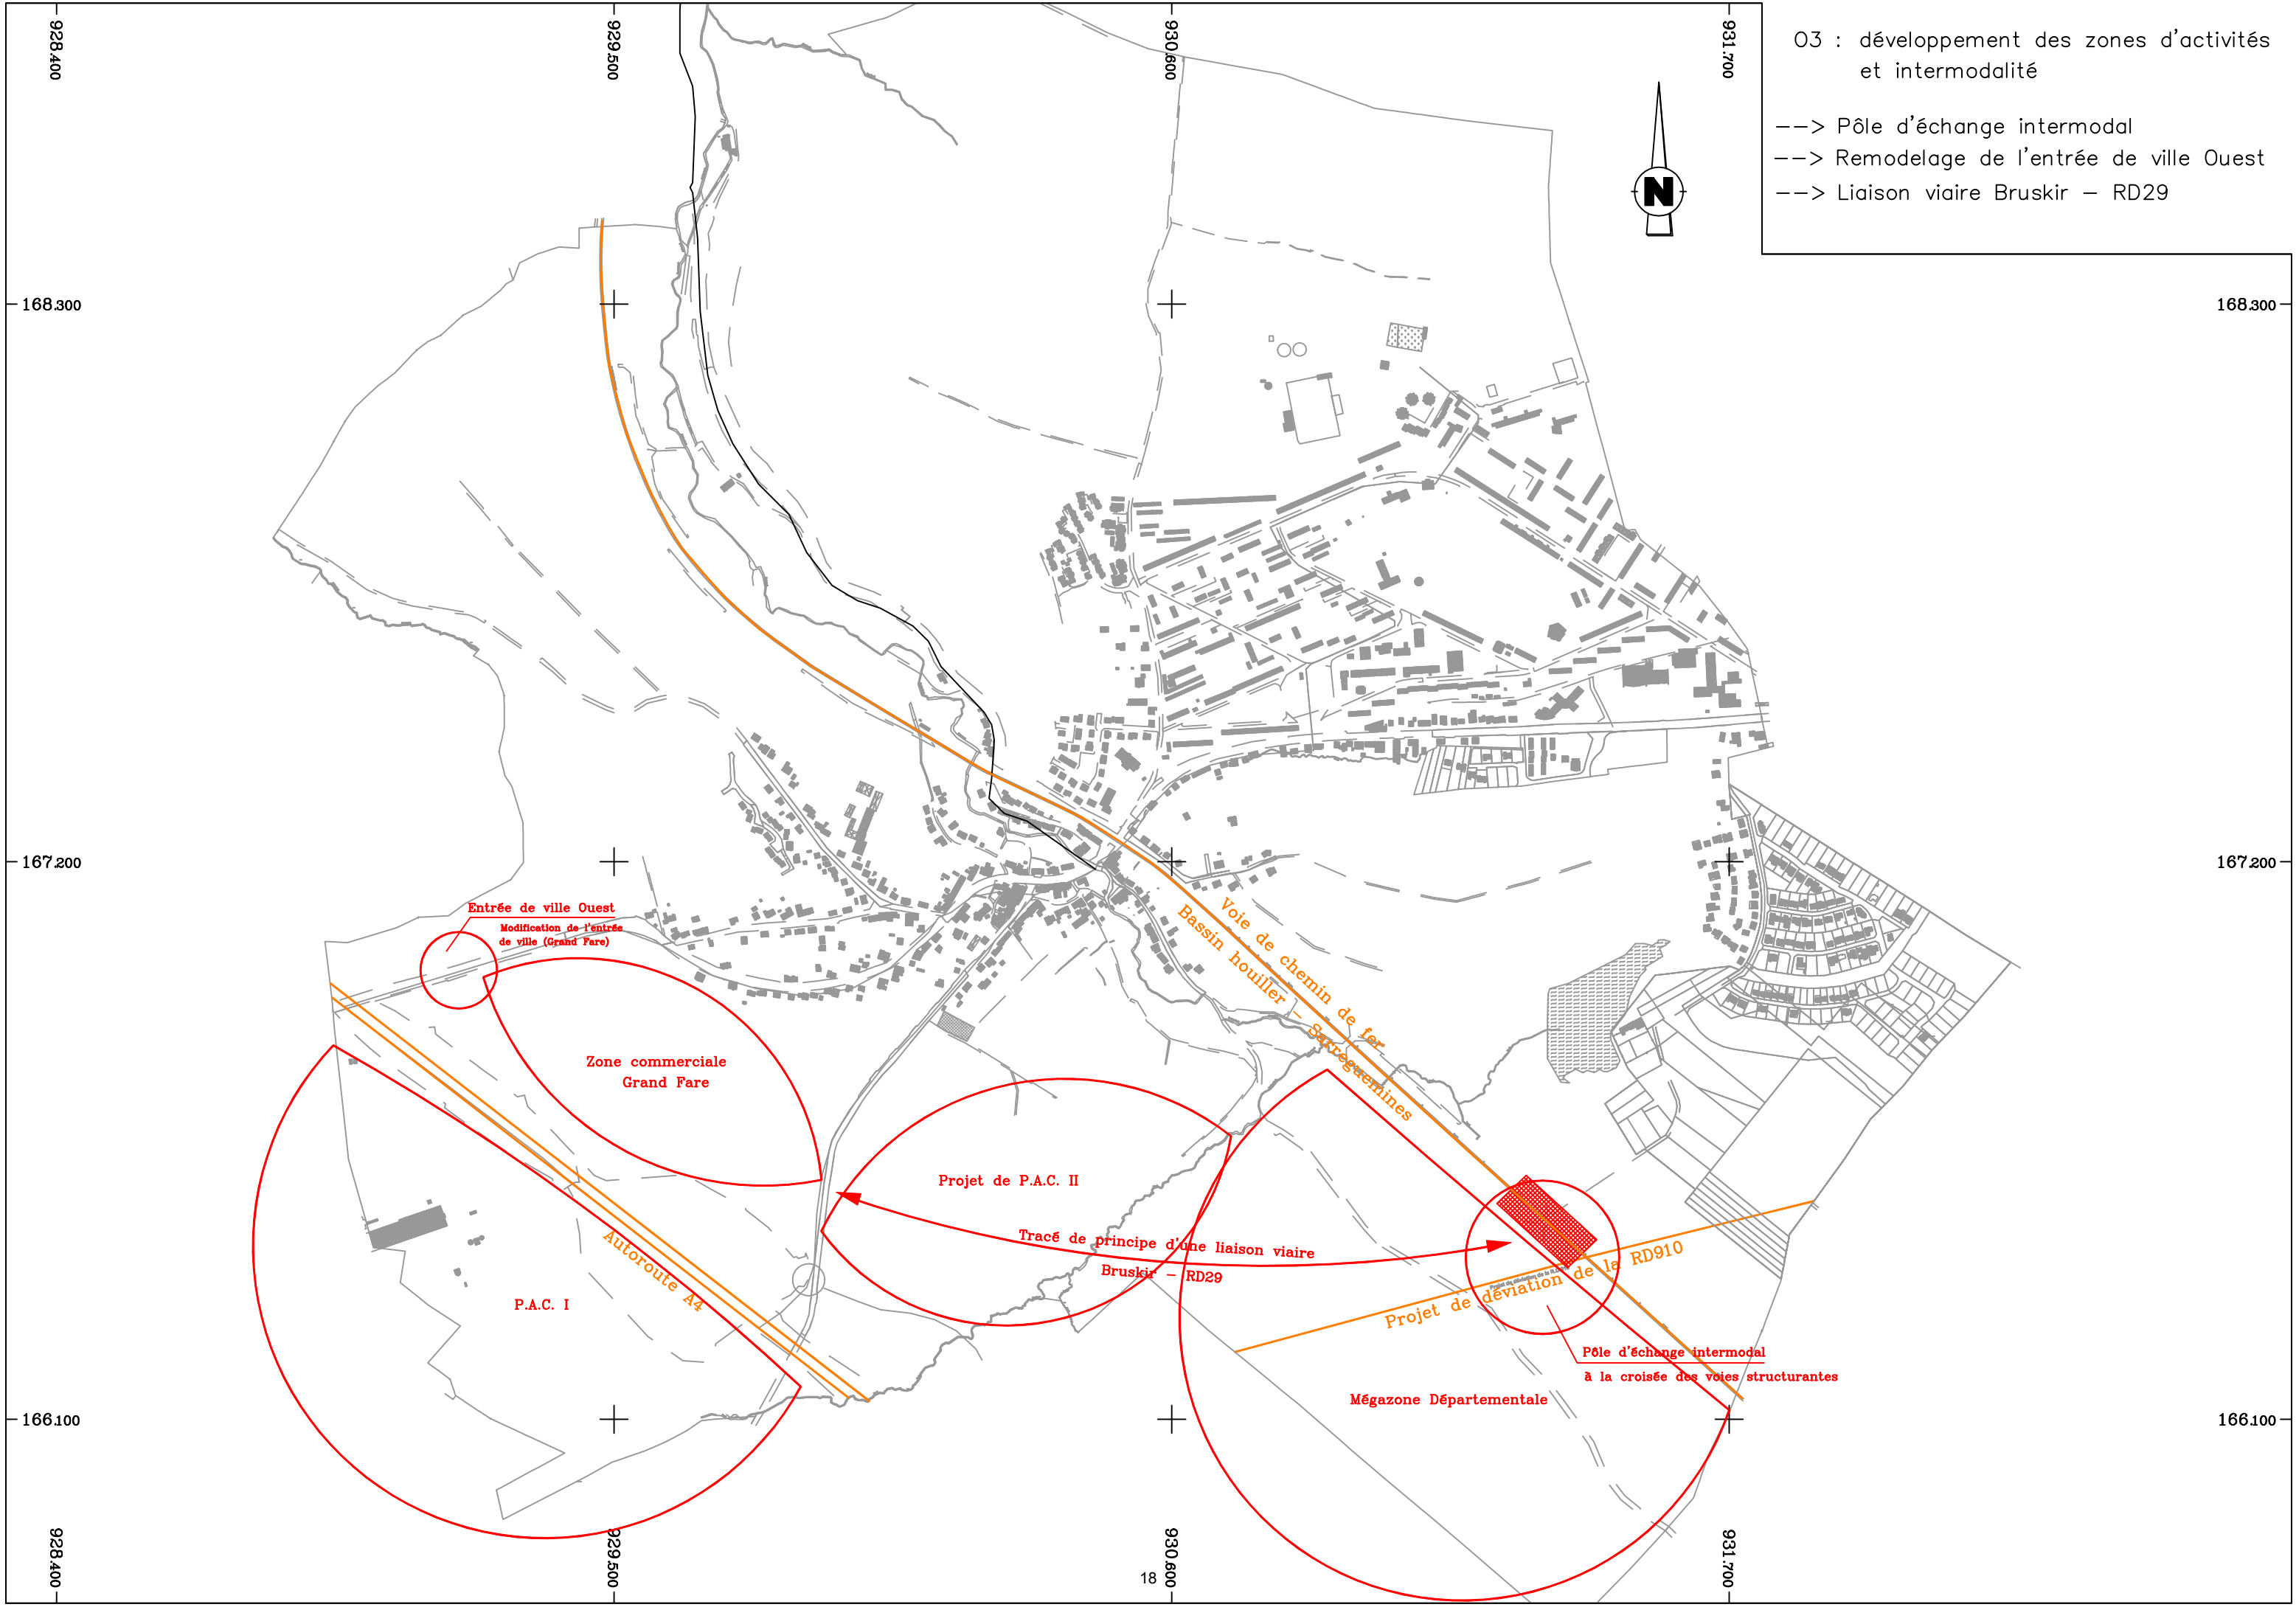 928.400
929.500
930.600
931.700
O3 : développement des zones d'activités
et intermodalité
--> Pôle d'échange intermodal
--> Remodelage de l'entrée de ville Ouest
--> Liaison viaire Bruskir - RD29
N
168.300
168.300
167.200
167.200
Entrée de ville Ouest
Modification de l'entrée
de ville (Grand Fare)
Voie de chemin de fer
Bassin houiller - Sarreguemines
Zone commerciale
Grand Fare
Projet de P.A.C. II
Tracé de principe d'une liaison viaire
Bruskir - RD29
Autoroute A4
P.A.C. I
Projet de déviation de la RD910
Pôle d'échange intermodal
à la croisée des voies structurantes
Mégazone Départementale
166.100
166.100
928.400
929.500
930.600
931.700
18